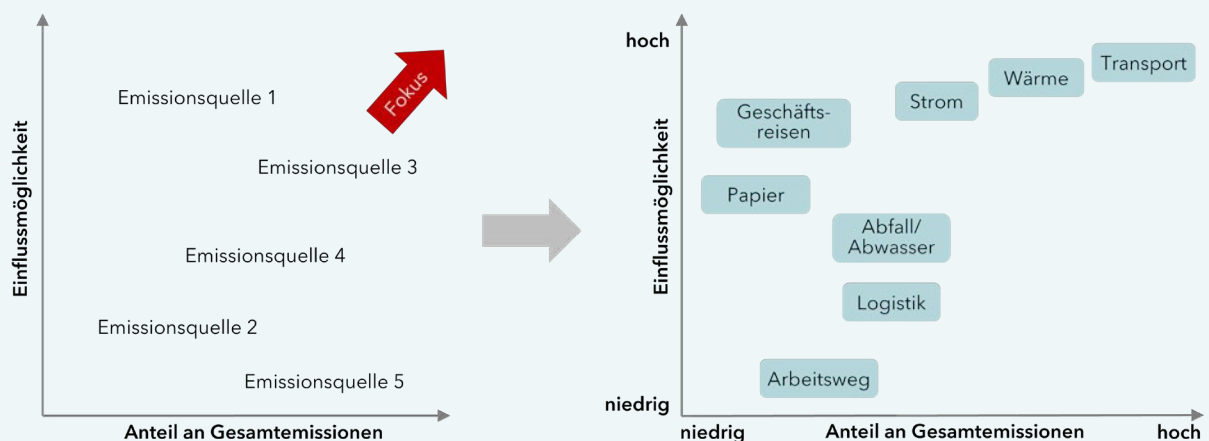 Einflussmöglichkeit
Emissionsquelle 1
Fokus
Emissionsquelle 3
Emissionsquelle 4
Emissionsquelle 2
Emissionsquelle 5
Anteil an Gesamtemissionen
hoch
Einflussmöglichkeit
niedrig
Transport
Wärme
Strom
Geschäfts-
reisen
Papier
Abfall/
Abwasser
Logistik
Arbeitsweg
niedrig
Anteil an Gesamtemissionen
hoch